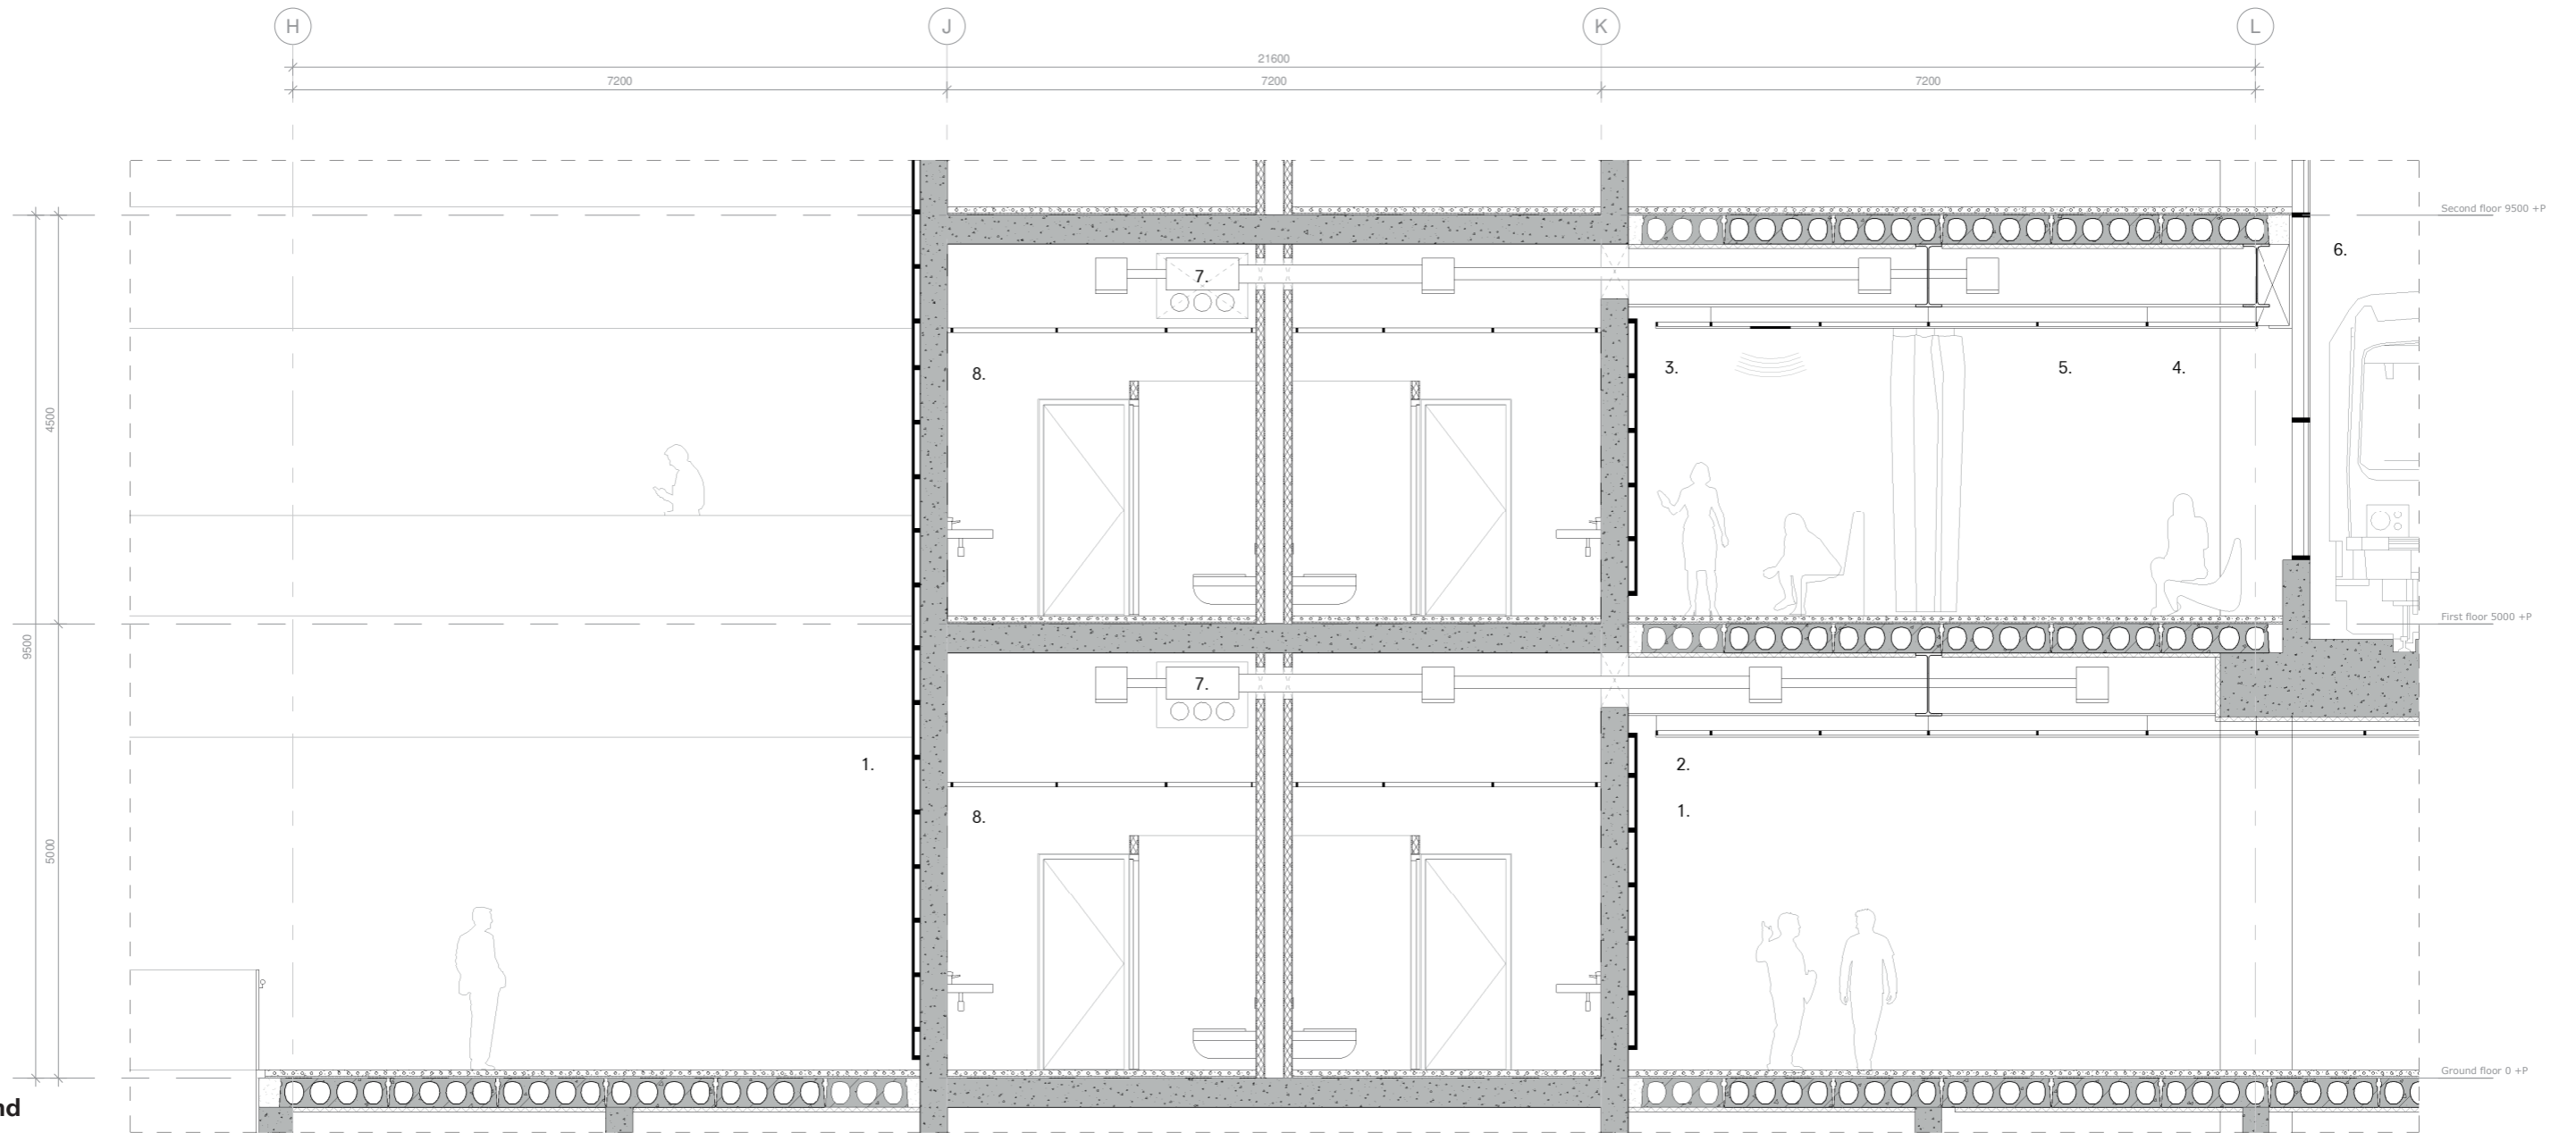 H J K L
21600
7200 7200 7200
Second floor 9500 +P
6.
7.
3. 5. 4.
8.
4500
First floor 5000 +P
9500
7.
1. 2.
8. 1.
5000
Ground floor 0 +P